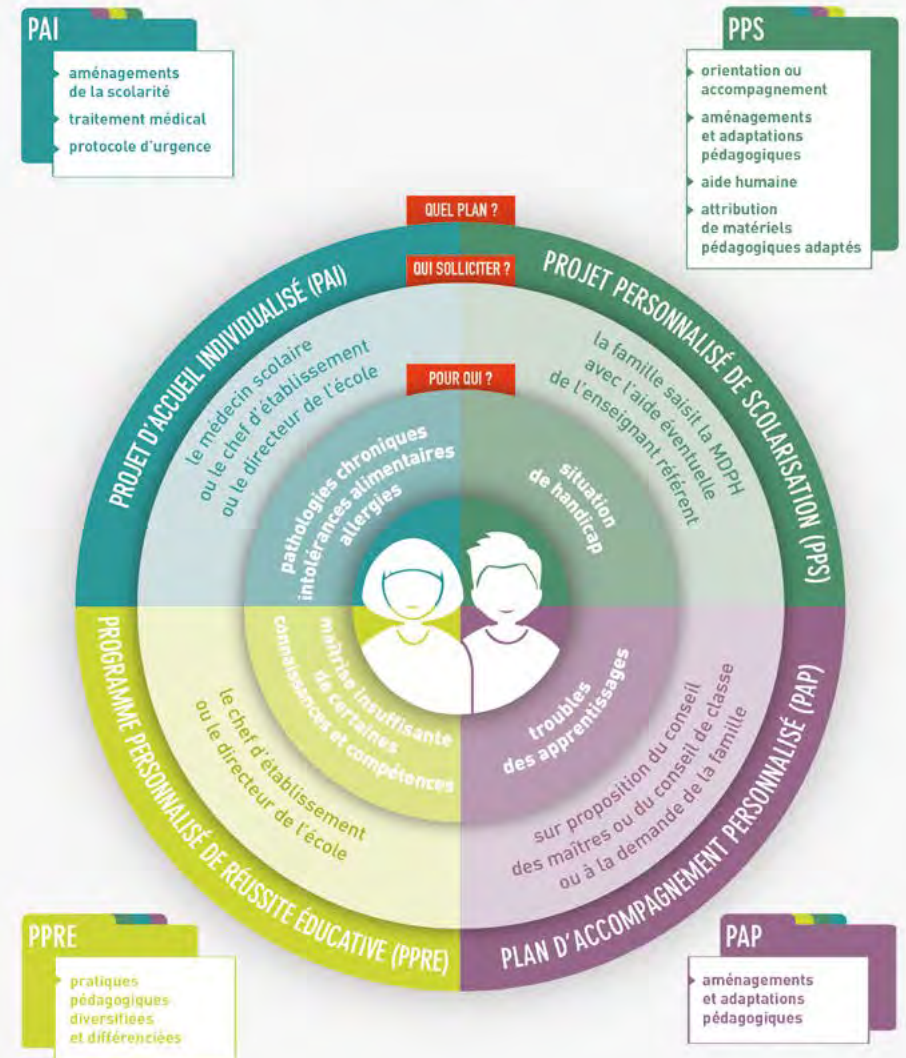 PAI
aménagements
de la scolarité
traitement médical
protocole d'urgence
PPS
orientation ou
accompagnement
aménagements
et adaptations
pédagogiques
aide humaine
attribution
de matériels
pédagogiques adaptés
QUEL PLAN ?
QUI SOLLICITER ?
POUR QUI ?
PROJET D'ACCUEIL INDIVIDUALISÉ (PAI)
le médecin scolaire
ou le chef d'établissement
ou le directeur de l'école
pathologies chroniques
intolérances alimentaires
allergies
PROJET PERSONNALISÉ DE SCOLARISATION (PPS)
la famille saisit la MDPH
avec l'aide éventuelle
de l'enseignant référent
situation
de handicap
PROGRAMME PERSONNALISÉ DE RÉUSSITE ÉDUCATIVE (PPRE)
le chef d'établissement
ou le directeur de l'école
maîtrise insuffisante
de certaines
connaissances et compétences
PLAN D'ACCOMPAGNEMENT PERSONNALISÉ (PAP)
sur proposition du conseil
des maîtres ou du conseil de classe
ou à la demande de la famille
troubles
des apprentissages
PPRE
pratiques
pédagogiques
diversifiées
et différenciées
PAP
aménagements
et adaptations
pédagogiques